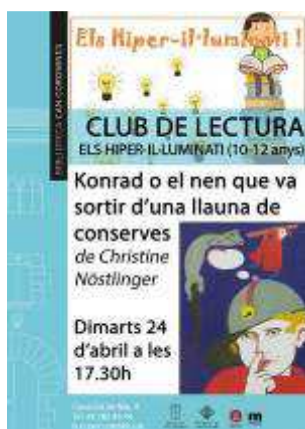 Els Hiper-il·luminati !
BIBLIOTECA CAN COROMINES
CLUB DE LECTURA
ELS HIPER-IL·LUMINATI (10-12 anys)
Konrad o el nen que va
sortir d'una llauna de
conserves
de Christine
Nöstlinger
Dimarts 24
d'abril a les
17.30h